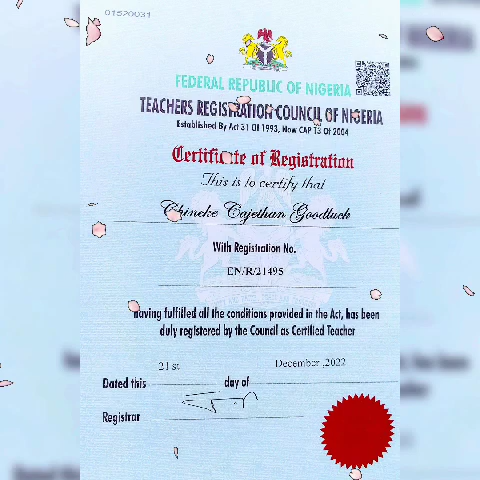 01520031
FEDERAL REPUBLIC OF NIGERIA
TEACHERS REGISTRATION COUNCIL OF NIGERIA
Established By Act 31 Of 1993, Now CAP T3 Of 2004
Certificate of Registration
This is to certify that
Chineke Cajethan Goodluck
With Registration No.
EN/R/21495
having fulfilled all the conditions provided in the Act, has been
duly registered by the Council as Certified Teacher
Dated this 21st day of December ,2022
Registrar